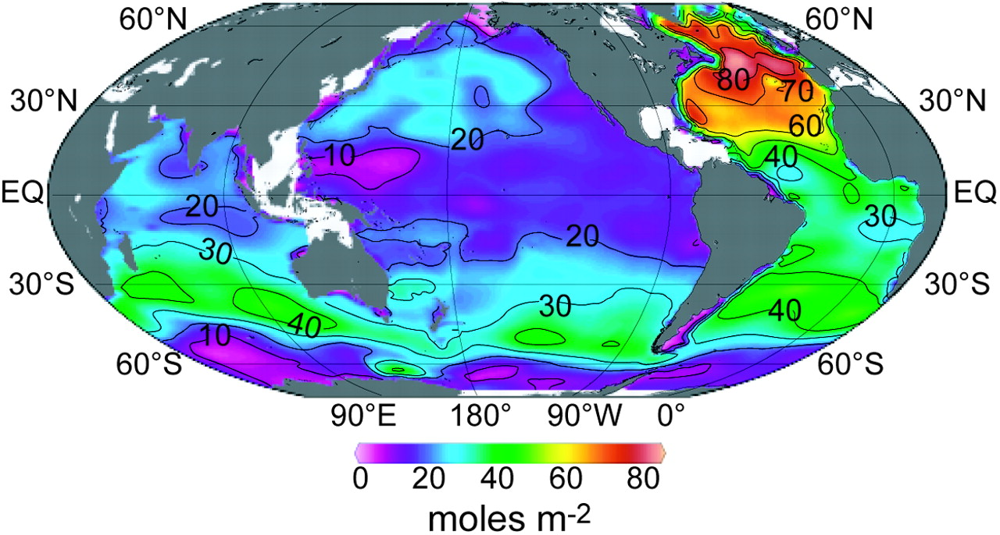 60°N 60°N
80 70
30°N 30°N
60
20
10 40
EQ EQ
20 30
20
30
30°S 30°S
30
40 40
10
60°S 60°S
90°E 180° 90°W 0°
0 20 40 60 80
moles m-2